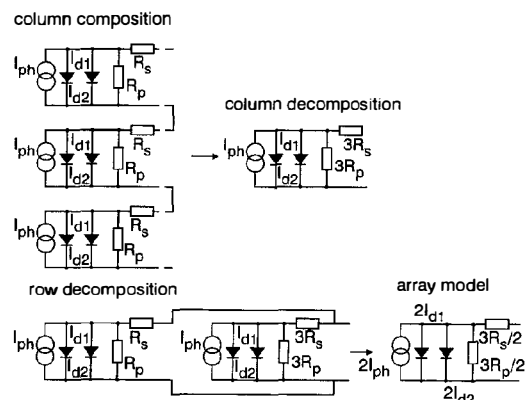 column composition
Iph
Id1
Id2
Rs
Rp
column decomposition
Iph
Id1
Id2
Rs
Rp
Iph
Id1
Id2
3Rs
3Rp
Iph
Id1
Id2
Rs
Rp
row decomposition
array model
Iph
Id1
Id2
Rs
Rp
Iph
Id1
Id2
3Rs
3Rp
2Iph
2Id1
2Id2
3Rs/2
3Rp/2